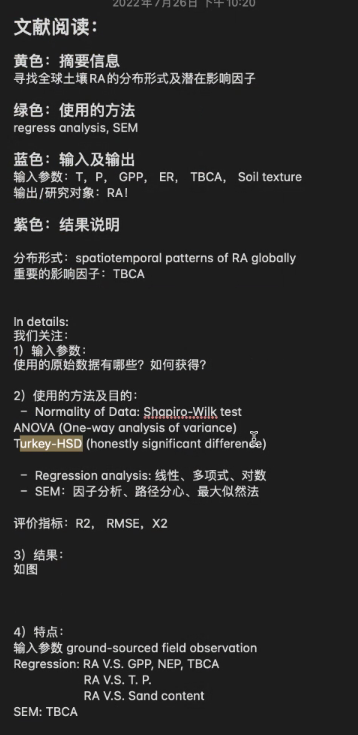 2022年7月26日 下午10:20
文献阅读：
黄色：摘要信息
寻找全球土壤RA的分布形式及潜在影响因子
绿色：使用的方法
regress analysis, SEM
蓝色：输入及输出
输入参数：T， P， GPP， ER， TBCA， Soil texture
输出/研究对象：RA！
紫色：结果说明
分布形式：spatiotemporal patterns of RA globally
重要的影响因子：TBCA
In details:
我们关注：
1）输入参数：
使用的原始数据有哪些？如何获得？
2）使用的方法及目的：
– Normality of Data: Shapiro-Wilk test
ANOVA (One-way analysis of variance)
Turkey-HSD (honestly significant difference)
– Regression analysis: 线性、多项式、对数
– SEM：因子分析、路径分心、最大似然法
评价指标：R2， RMSE，X2
3）结果：
如图
4）特点：
输入参数 ground-sourced field observation
Regression: RA V.S. GPP, NEP, TBCA
RA V.S. T. P.
RA V.S. Sand content
SEM: TBCA